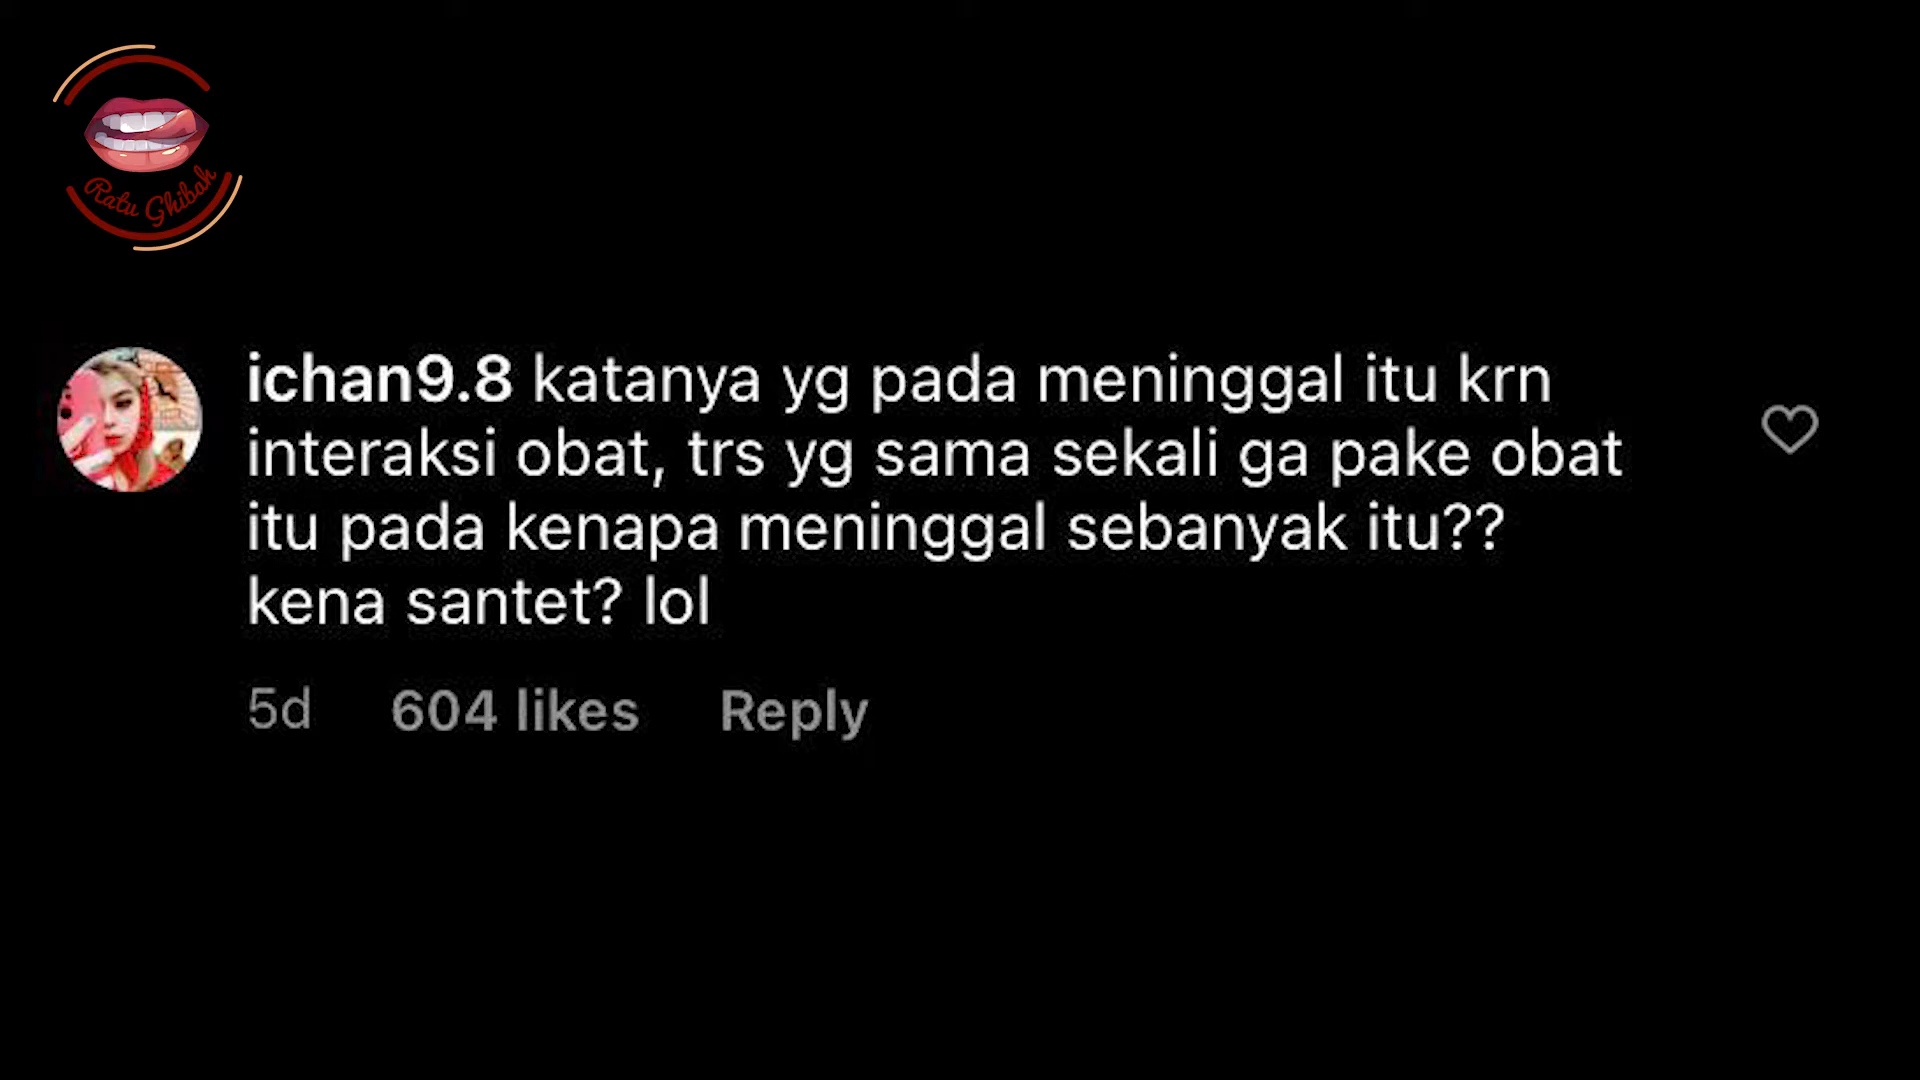 Ratu Ghibah
ichan9.8 katanya yg pada meninggal itu krn
interaksi obat, trs yg sama sekali ga pake obat
itu pada kenapa meninggal sebanyak itu??
kena santet? lol
5d 604 likes Reply